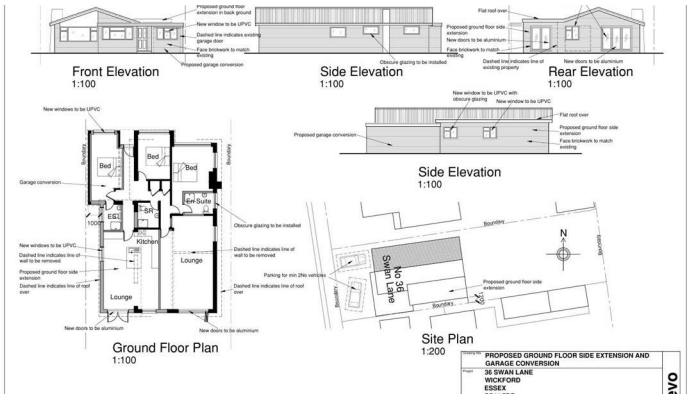 Proposed ground floor
extension in back ground
New window to be UPVC
Dashed line indicates existing
garage door
Face brickwork to match
existing
Proposed garage conversion
Front Elevation
1:100
Obscure glazing to be installed
Side Elevation
1:100
Flat roof over
Proposed ground floor side
extension
New doors to be aluminium
Face brickwork to match
existing
Dashed line indicates line of
existing property
New doors to be aluminium
Rear Elevation
1:100
New window to be UPVC with
obscure glazing
New window to be UPVC
Flat roof over
Proposed garage conversion
Proposed ground floor side
extension
Face brickwork to match
existing
Side Elevation
1:100
New windows to be UPVC
Boundary
Boundary
Bed
Bed
Bed
Garage conversion
En Suite
ES
SR
1000
Obscure glazing to be installed
Kitchen
New windows to be UPVC
Dashed line indicates line of
wall to be removed
Proposed ground floor side
extension
Dashed line indicates line of roof
over
Lounge
Lounge
Dashed line indicates line of
wall to be removed
Dashed line indicates line of roof
over
New doors to be aluminium
New doors to be aluminium
Ground Floor Plan
1:100
Boundary
Boundary
N
No 36
Swan Lane
Parking for min 2No vehicles
Proposed ground floor side
extension
Boundary
Boundary
Site Plan
1:200
PROPOSED GROUND FLOOR SIDE EXTENSION AND
GARAGE CONVERSION
Project
36 SWAN LANE
WICKFORD
ESSEX
evo